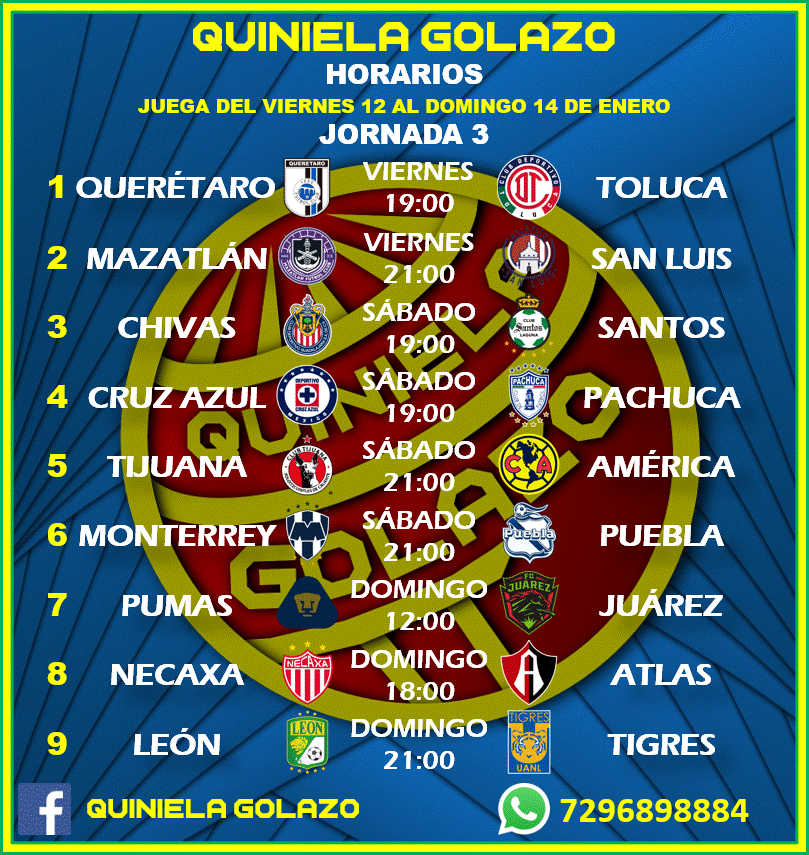 QUINIELA GOLAZO
HORARIOS
JUEGA DEL VIERNES 12 AL DOMINGO 14 DE ENERO
JORNADA 3
1 QUERÉTARO VIERNES 19:00 TOLUCA
2 MAZATLÁN VIERNES 21:00 SAN LUIS
3 CHIVAS SÁBADO 19:00 SANTOS
4 CRUZ AZUL SÁBADO 19:00 PACHUCA
5 TIJUANA SÁBADO 21:00 AMÉRICA
6 MONTERREY SÁBADO 21:00 PUEBLA
7 PUMAS DOMINGO 12:00 JUÁREZ
8 NECAXA DOMINGO 18:00 ATLAS
9 LEÓN DOMINGO 21:00 TIGRES
QUINIELA GOLAZO 7296898884
QUINIELA
GOLAZO